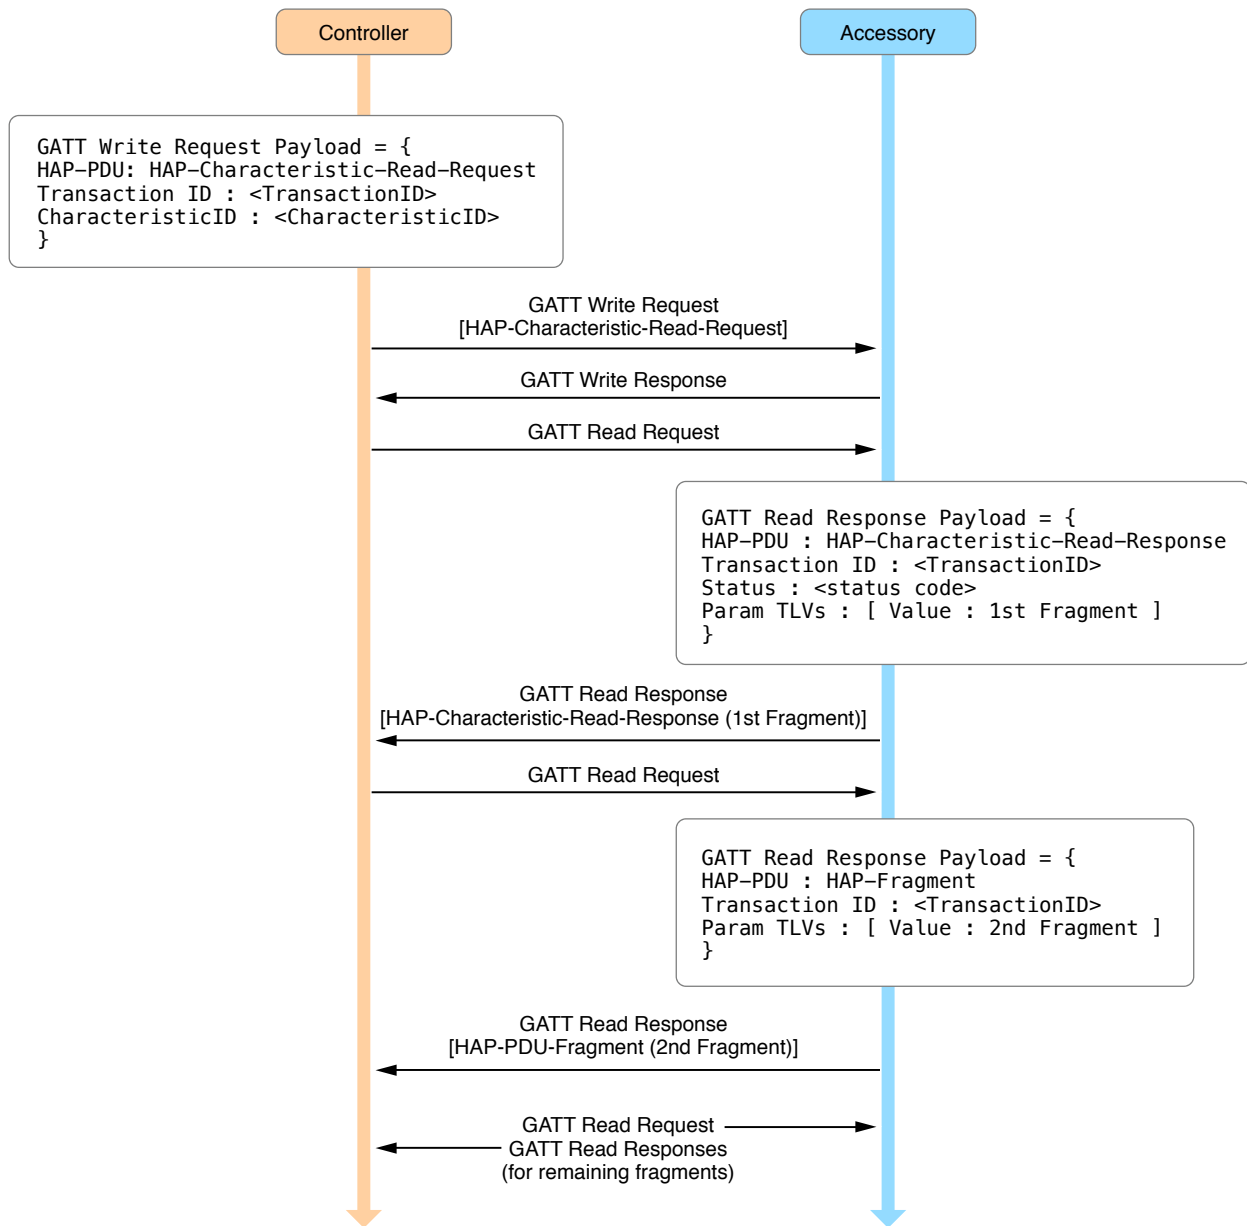 Controller
Accessory
GATT Write Request Payload = {
HAP-PDU: HAP-Characteristic-Read-Request
Transaction ID : <TransactionID>
CharacteristicID : <CharacteristicID>
}
GATT Write Request
[HAP-Characteristic-Read-Request]
GATT Write Response
GATT Read Request
GATT Read Response Payload = {
HAP-PDU : HAP-Characteristic-Read-Response
Transaction ID : <TransactionID>
Status : <status code>
Param TLVs : [ Value : 1st Fragment ]
}
GATT Read Response
[HAP-Characteristic-Read-Response (1st Fragment)]
GATT Read Request
GATT Read Response Payload = {
HAP-PDU : HAP-Fragment
Transaction ID : <TransactionID>
Param TLVs : [ Value : 2nd Fragment ]
}
GATT Read Response
[HAP-PDU-Fragment (2nd Fragment)]
GATT Read Request
GATT Read Responses
(for remaining fragments)